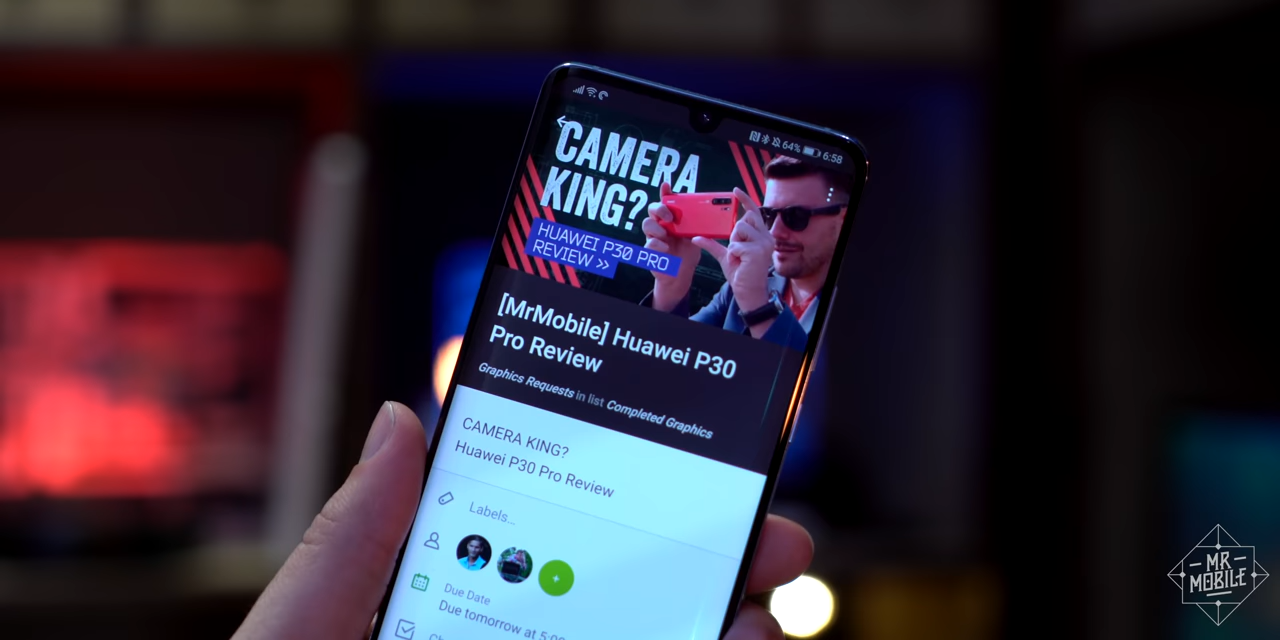 64% 6:58
CAMERA
KING?
HUAWEI P30 PRO
REVIEW >>
[MrMobile] Huawei P30
Pro Review
Graphics Requests in list Completed Graphics
CAMERA KING?
Huawei P30 Pro Review
Labels...
Due Date
Due tomorrow at 5:0
MR
MOBILE